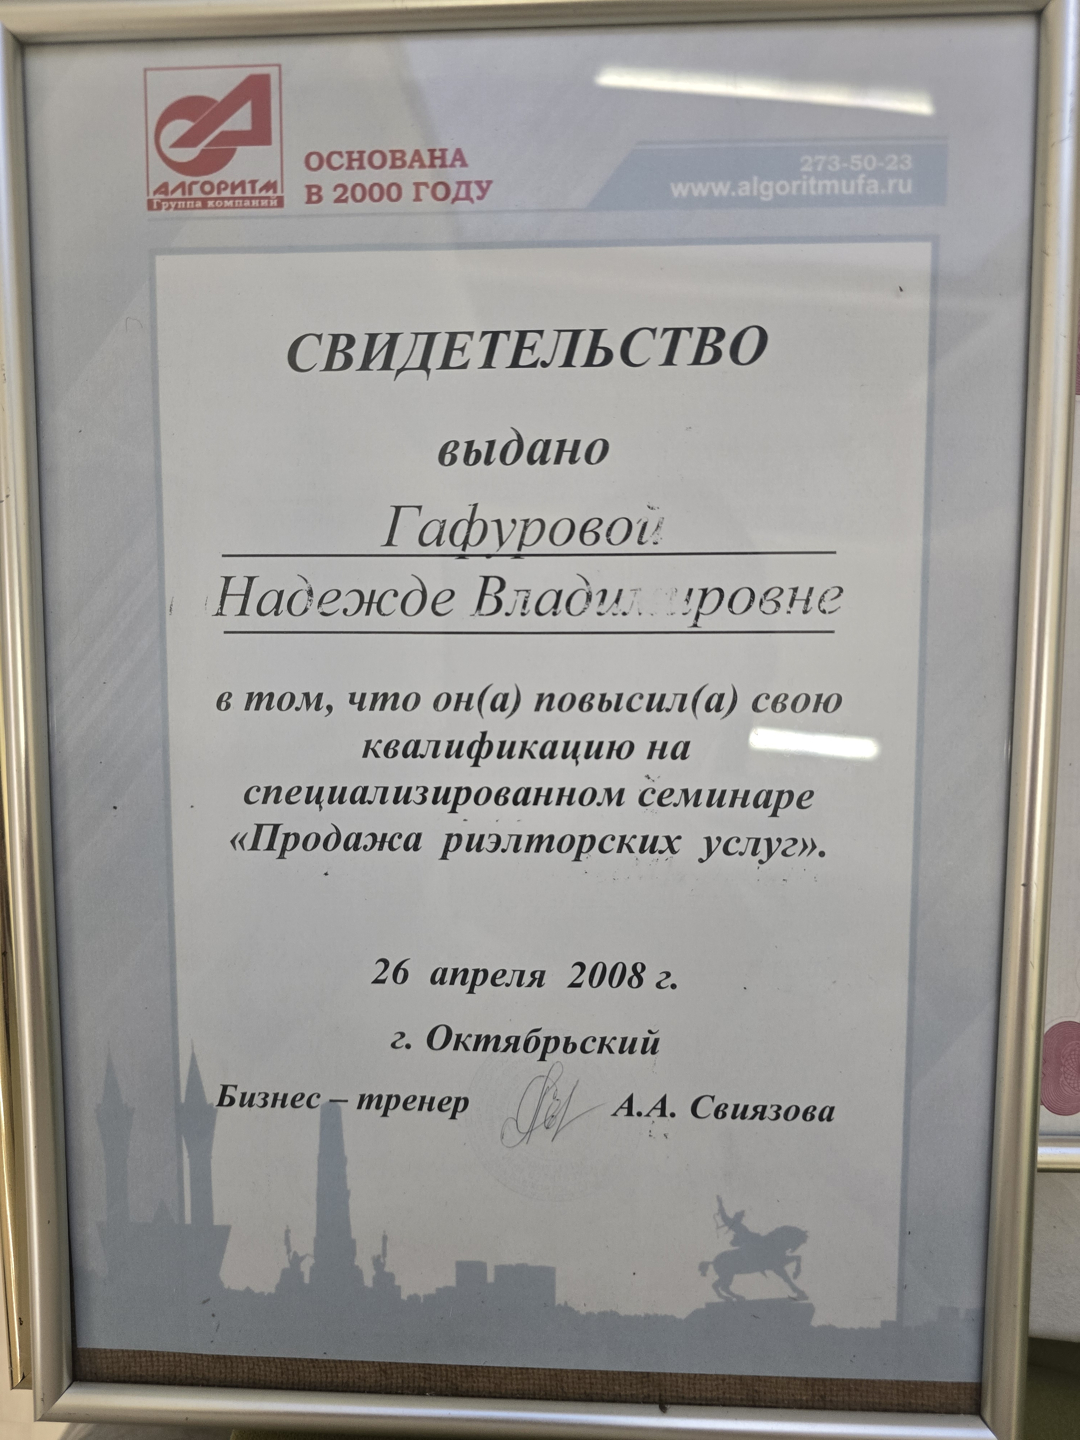 АЛГОРИТМ
Группа компаний
ОСНОВАНА
В 2000 ГОДУ
273-50-23
www.algoritmufa.ru
СВИДЕТЕЛЬСТВО
выдано
Гафуровой
Надежде Владимировне
в том, что он(а) повысил(а) свою
квалификацию на
специализированном семинаре
«Продажа риэлторских услуг».
26 апреля 2008 г.
г. Октябрьский
Бизнес – тренер А.А. Свиязова